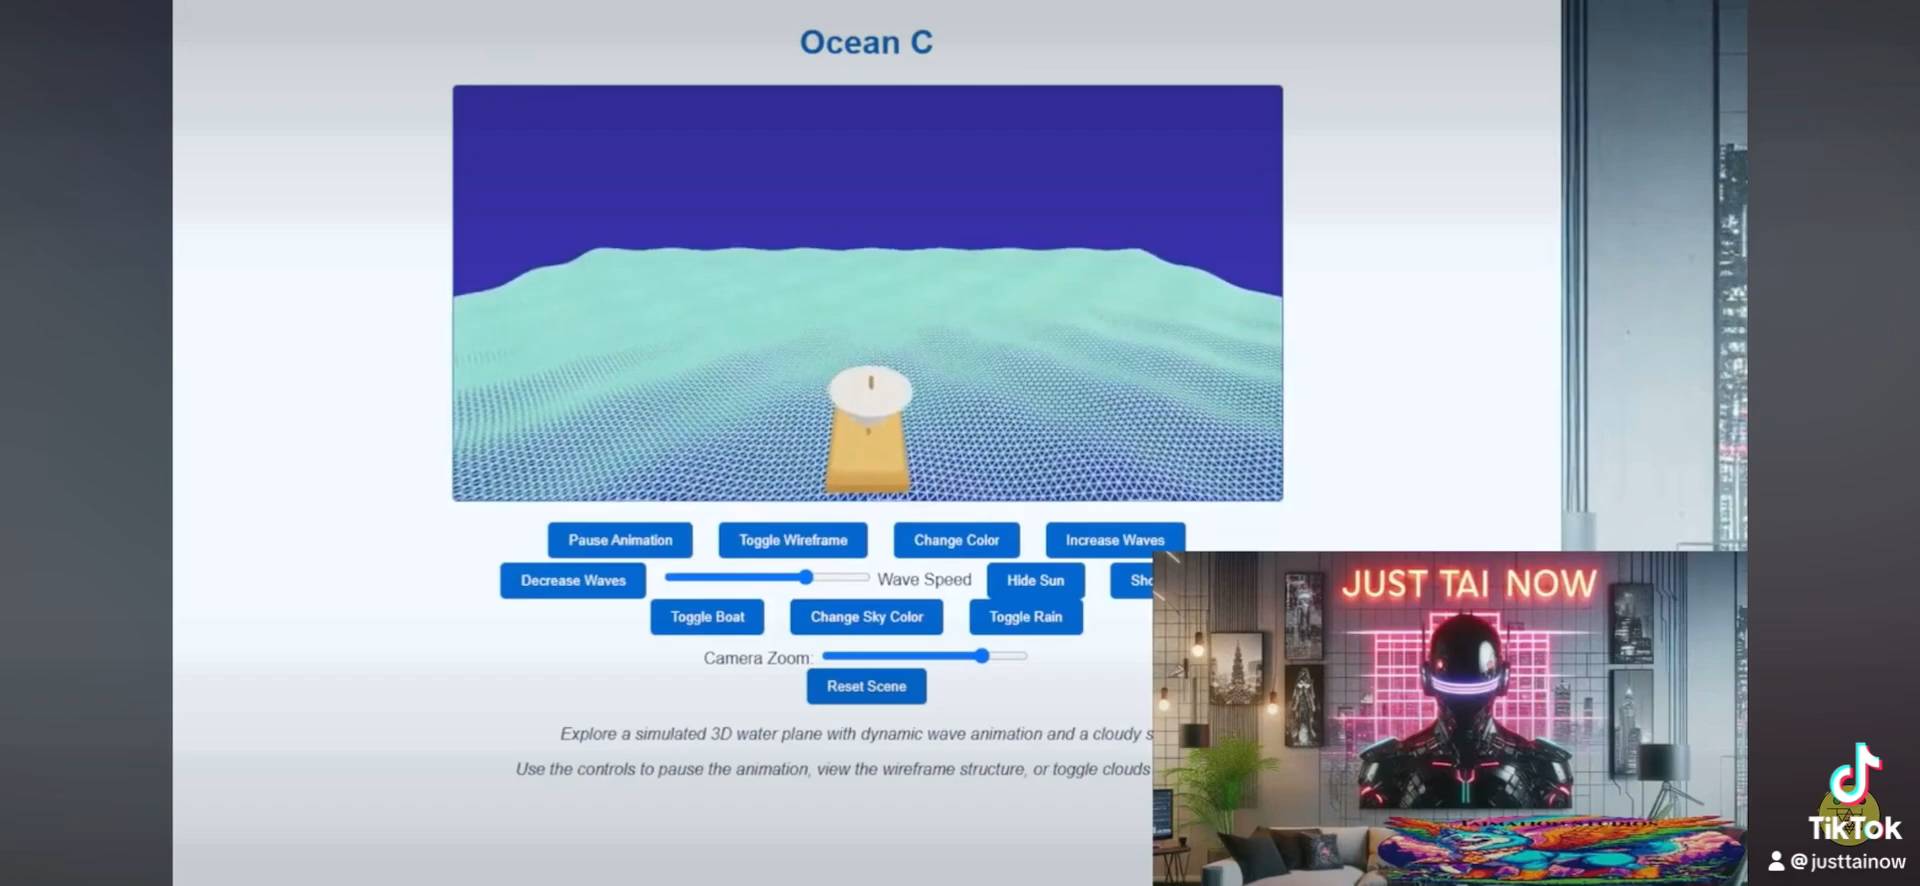 Ocean C
Pause Animation Toggle Wireframe Change Color Increase Waves
Decrease Waves Wave Speed Hide Sun Sho
Toggle Boat Change Sky Color Toggle Rain
Camera Zoom:
Reset Scene
Explore a simulated 3D water plane with dynamic wave animation and a cloudy s
Use the controls to pause the animation, view the wireframe structure, or toggle clouds
JUST TAI NOW
TikTok
@justtainow